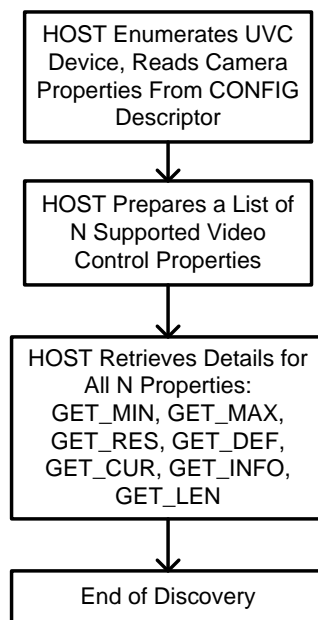 HOST Enumerates UVC
Device, Reads Camera
Properties From CONFIG
Descriptor
HOST Prepares a List of
N Supported Video
Control Properties
HOST Retrieves Details for
All N Properties:
GET_MIN, GET_MAX,
GET_RES, GET_DEF,
GET_CUR, GET_INFO,
GET_LEN
End of Discovery